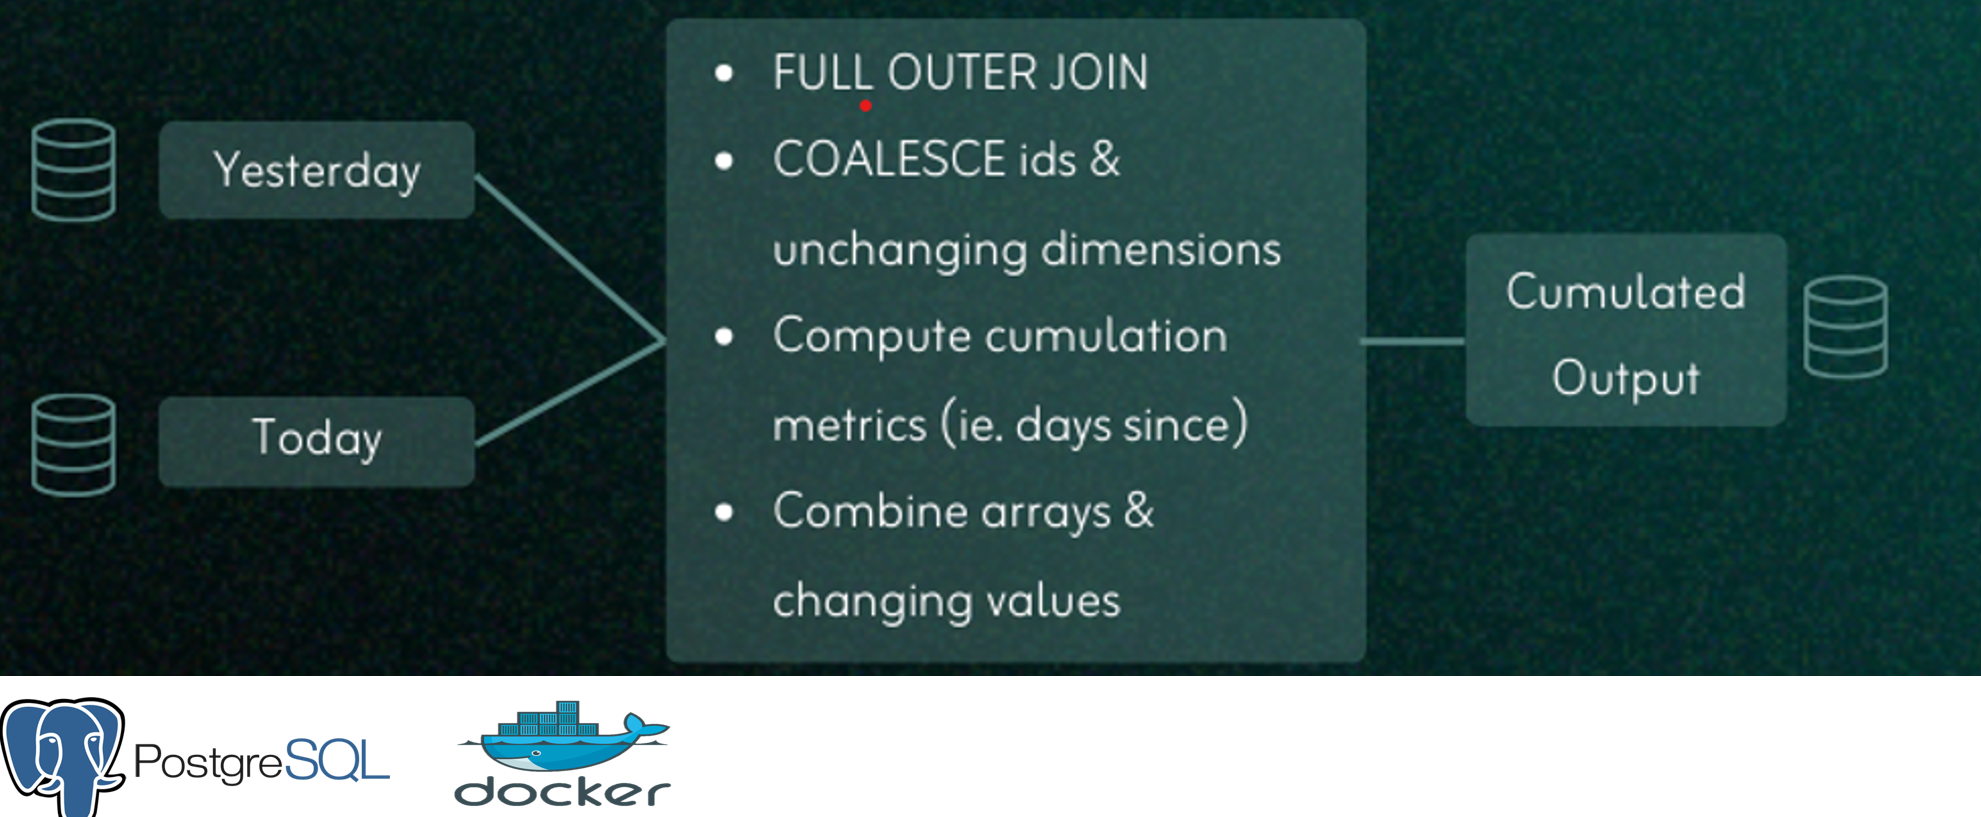 Yesterday
Today
• FULL OUTER JOIN
• COALESCE ids &
unchanging dimensions
• Compute cumulation
metrics (ie. days since)
• Combine arrays &
changing values
Cumulated
Output
PostgreSQL
docker